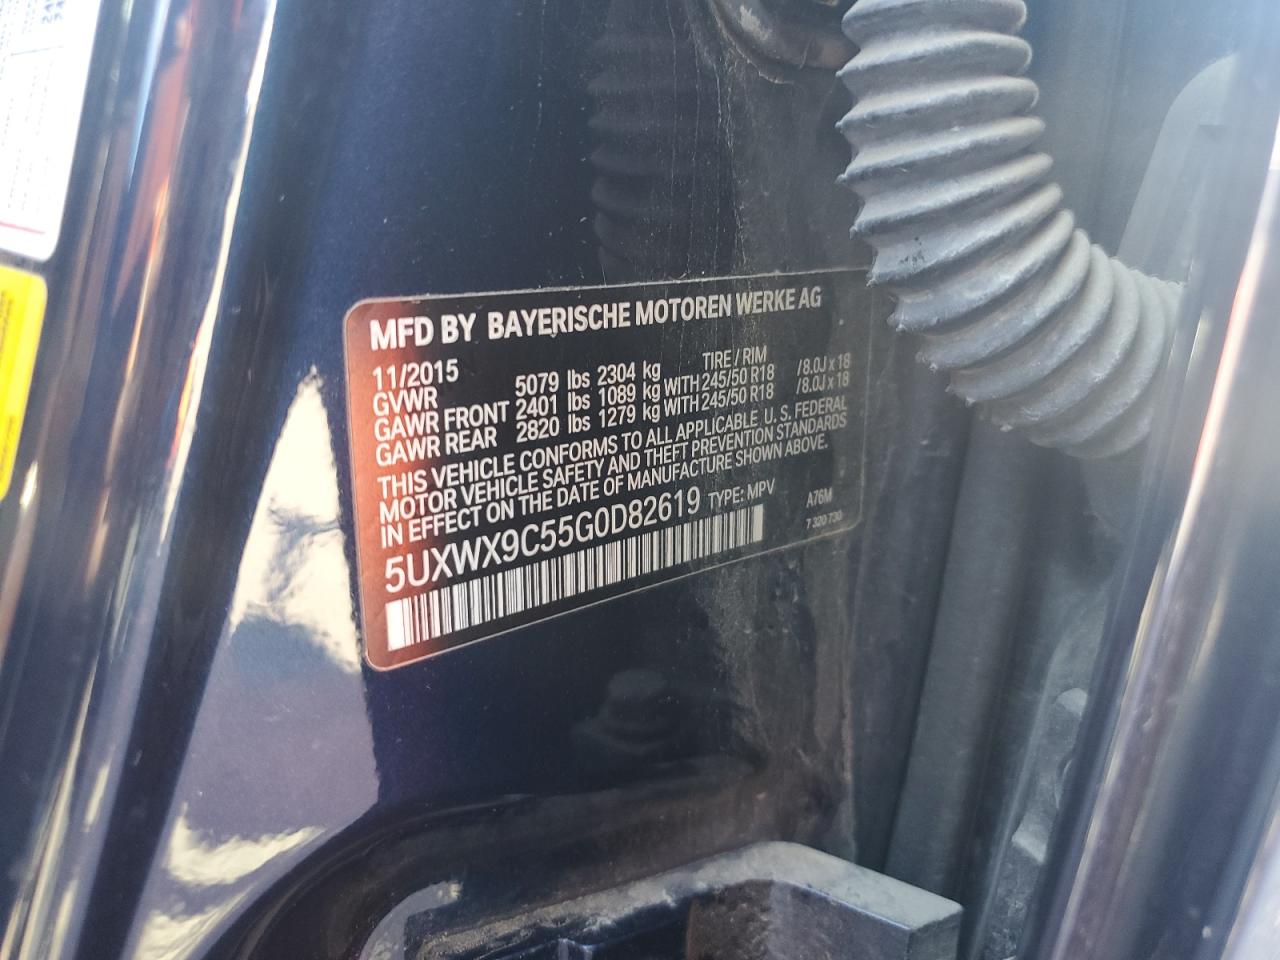 MFD BY BAYERISCHE MOTOREN WERKE AG
11/2015 TIRE / RIM
GVWR 5079 lbs 2304 kg
GAWR FRONT 2401 lbs 1089 kg WITH 245/50 R18 /8.0J x 18
GAWR REAR 2820 lbs 1279 kg WITH 245/50 R18 /8.0J x 18
THIS VEHICLE CONFORMS TO ALL APPLICABLE U.S. FEDERAL
MOTOR VEHICLE SAFETY AND THEFT PREVENTION STANDARDS
IN EFFECT ON THE DATE OF MANUFACTURE SHOWN ABOVE.
5UXWX9C55G0D82619 TYPE: MPV A76M
7 320 730